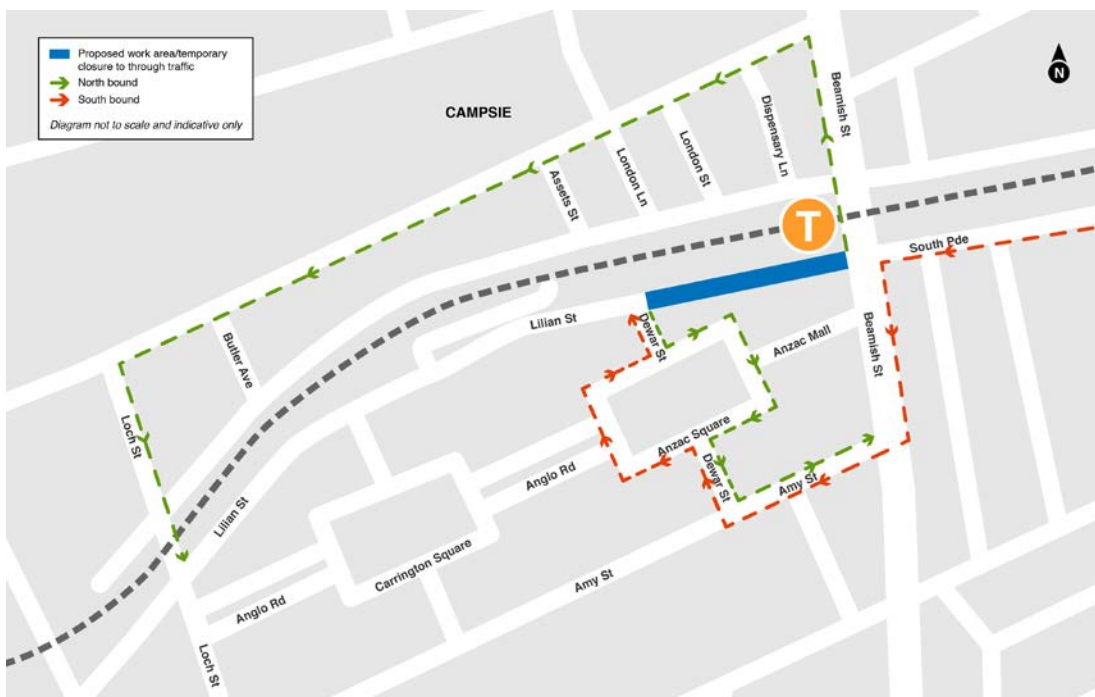 Proposed work area/temporary
closure to through traffic
North bound
South bound
Diagram not to scale and indicative only
N
CAMPSIE
Beamish St
Dispensary Ln
London St
London Ln
Assets St
T
South Pde
Lilian St
Dewar St
Anzac Mall
Beamish St
Butler Ave
Loch St
Anzac Square
Dewar St
Anglo Rd
Amy St
Lilian St
Carrington Square
Amy St
Anglo Rd
Loch St